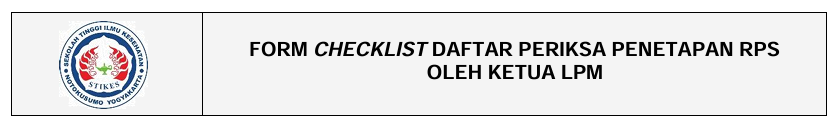 SEKOLAH TINGGI ILMU KESEHATAN
STIKES
NOTOKUSUMO YOGYAKARTA
FORM CHECKLIST DAFTAR PERIKSA PENETAPAN RPS
OLEH KETUA LPM